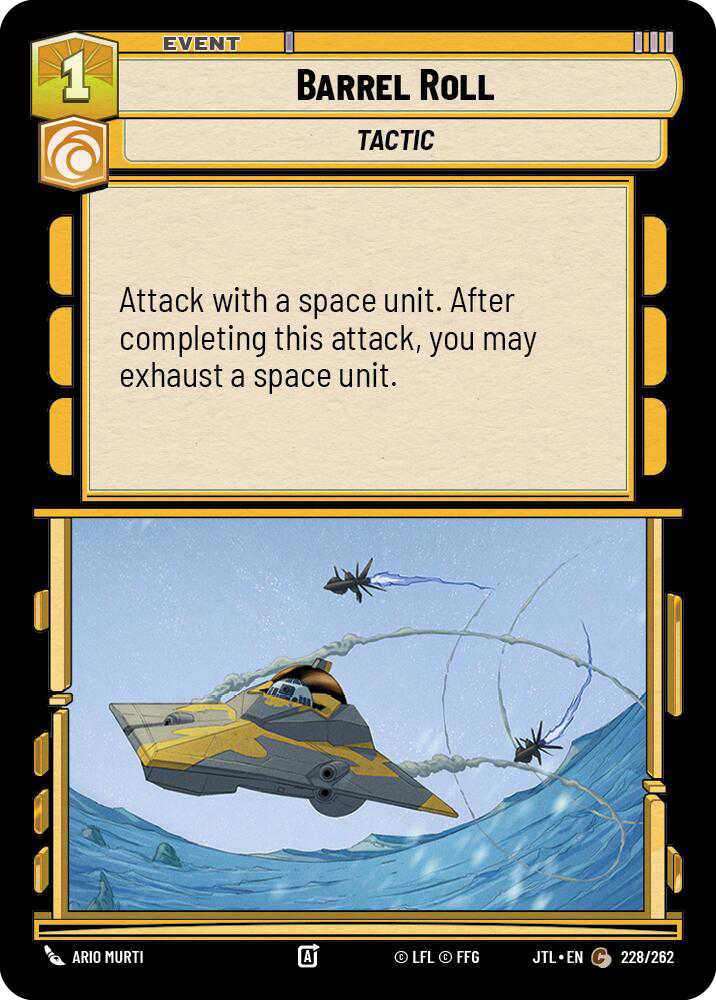 EVENT
1
BARREL ROLL
TACTIC
Attack with a space unit. After
completing this attack, you may
exhaust a space unit.
ARIO MURTI
A
© LFL © FFG
JTL • EN
C
228/262